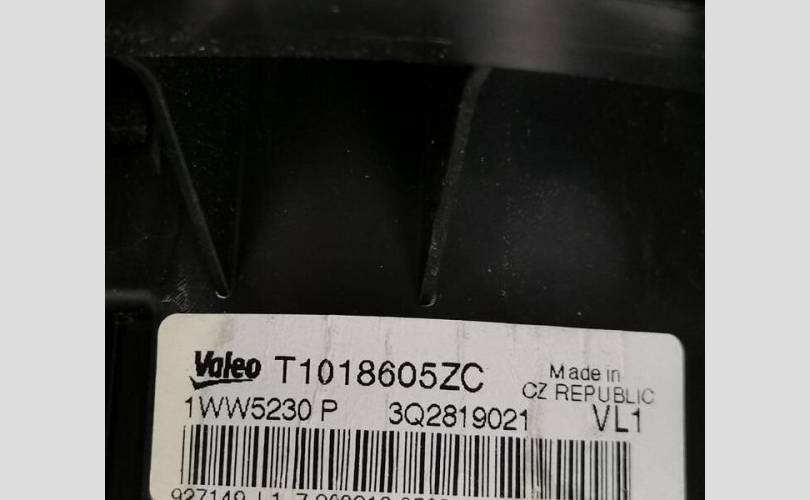 Valeo T1018605ZC Made in
CZ REPUBLIC
1WW5230 P 3Q2819021 VL1